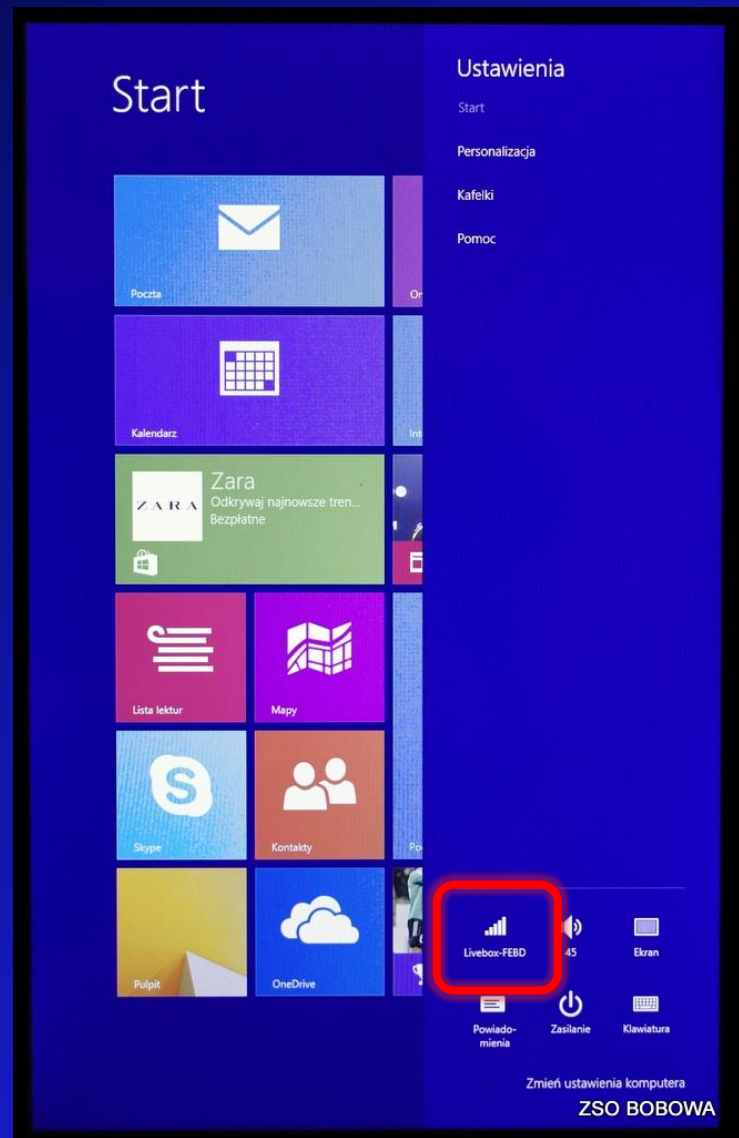 Start
Poczta
Kalendarz
ZARA
Zara
Odkrywaj najnowsze tren...
Bezpłatne
Lista lektur
Mapy
Skype
Kontakty
Pulpit
OneDrive
Ustawienia
Start
Personalizacja
Kafelki
Pomoc
Livebox-FEBD
45
Ekran
Powiado-
mienia
Zasilanie
Klawiatura
Zmień ustawienia komputera
ZSO BOBOWA